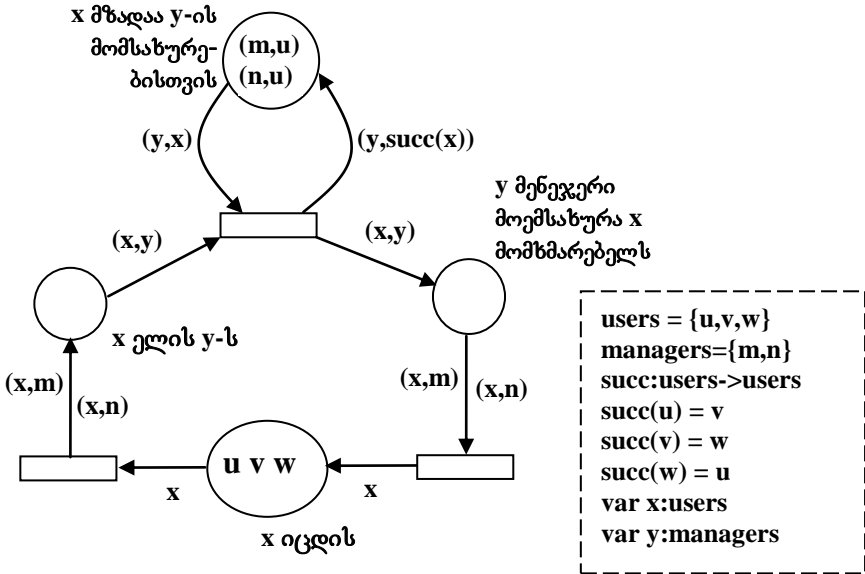 x მზადაა y-ის
მომსახურე-
ბისთვის
(m,u)
(n,u)
(y,x)
(y,succ(x))
y მენეჯერი
მოემსახურა x
მომხმარებელს
(x,y)
(x,y)
x ელის y-ს
(x,m)
(x,n)
(x,m)
(x,n)
u v w
x
x
x იცდის
users = {u,v,w}
managers={m,n}
succ:users->users
succ(u) = v
succ(v) = w
succ(w) = u
var x:users
var y:managers